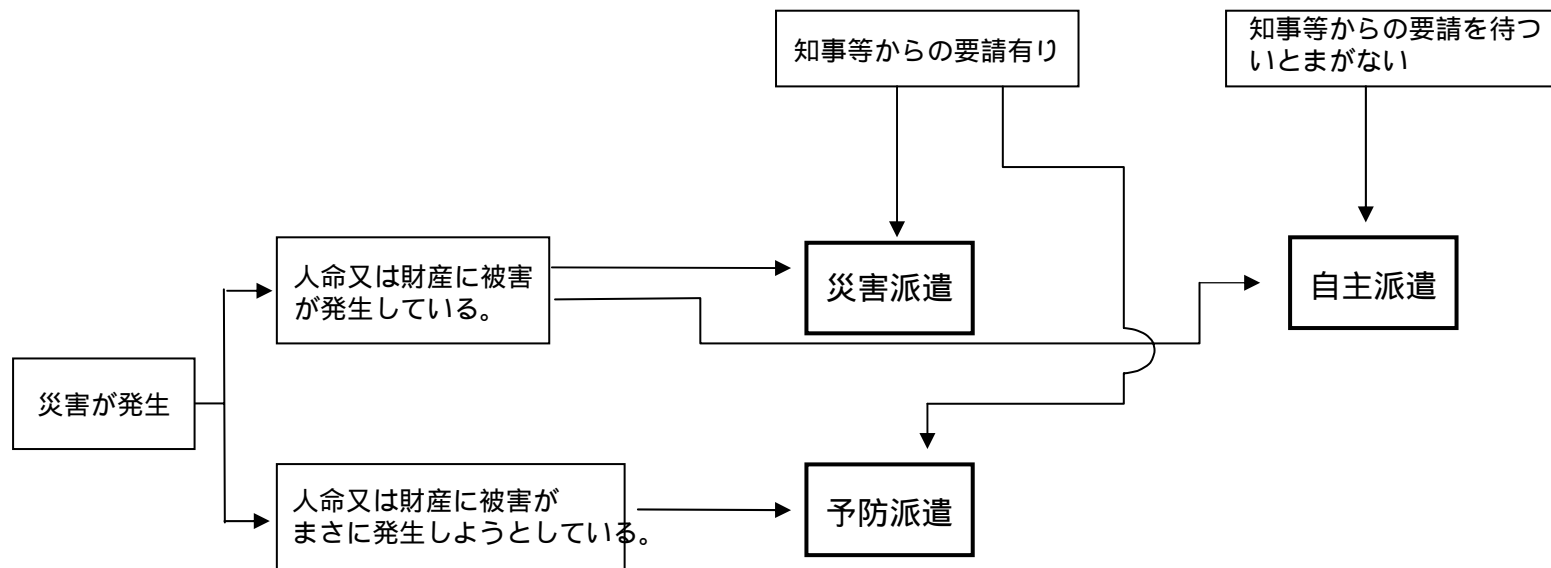 知事等からの要請有り
知事等からの要請を待つ
いとまがない
人命又は財産に被害
が発生している。
災害派遣
自主派遣
災害が発生
人命又は財産に被害が
まさに発生しようとしている。
予防派遣